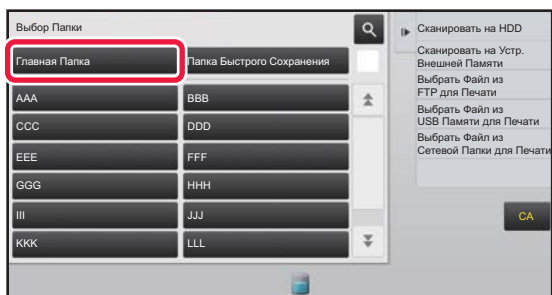 Выбор Папки
Главная Папка
Папка Быстрого Сохранения
AAA
BBB
CCC
DDD
EEE
FFF
GGG
HHH
III
JJJ
KKK
LLL
Сканировать на HDD
Сканировать на Устр.
Внешней Памяти
Выбрать Файл из
FTP для Печати
Выбрать Файл из
USB Памяти для Печати
Выбрать Файл из
Сетевой Папки для Печати
CA